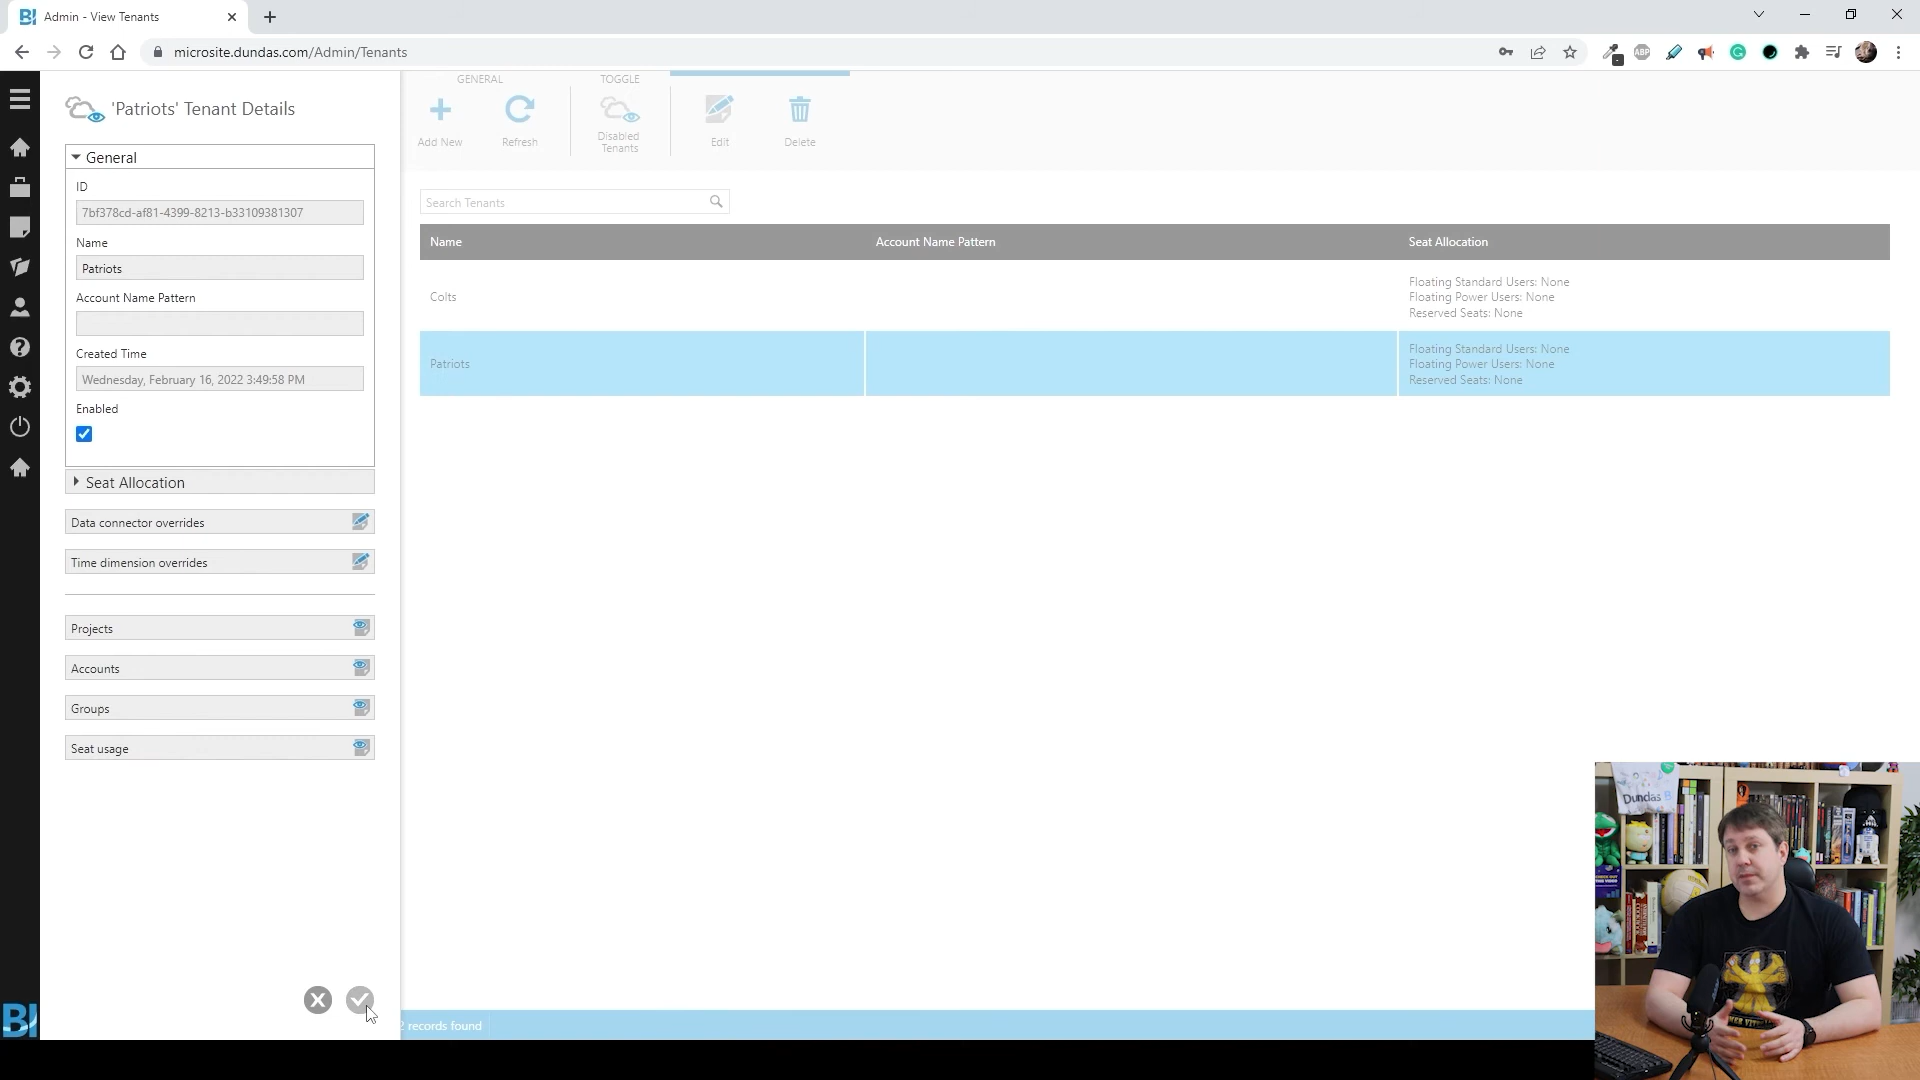 Admin - View Tenants
microsite.dundas.com/Admin/Tenants
'Patriots' Tenant Details
General
ID
7bf378cd-af81-4399-8213-b33109381307
Name
Patriots
Account Name Pattern
Created Time
Wednesday, February 16, 2022 3:49:58 PM
Enabled
Seat Allocation
Data connector overrides
Time dimension overrides
Projects
Accounts
Groups
Seat usage
GENERAL
TOGGLE
Add New
Refresh
Disabled
Tenants
Edit
Delete
Search Tenants
Name
Account Name Pattern
Seat Allocation
Colts
Floating Standard Users: None
Floating Power Users: None
Reserved Seats: None
Patriots
Floating Standard Users: None
Floating Power Users: None
Reserved Seats: None
2 records found
BI
ABP
Dundas